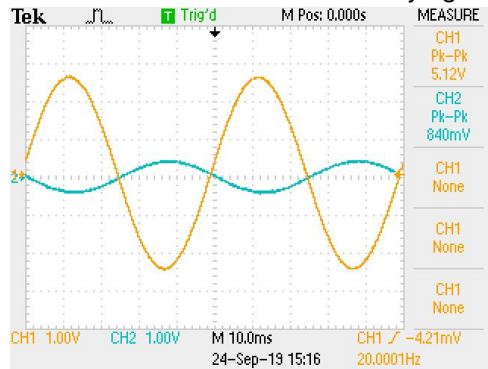 Tek T Trig'd M Pos: 0.000s MEASURE
CH1
Pk-Pk
5.12V
CH2
Pk-Pk
840mV
CH1
None
CH1
None
CH1
None
2
CH1 1.00V CH2 1.00V M 10.0ms CH1 -4.21mV
24-Sep-19 15:16 20.0001Hz